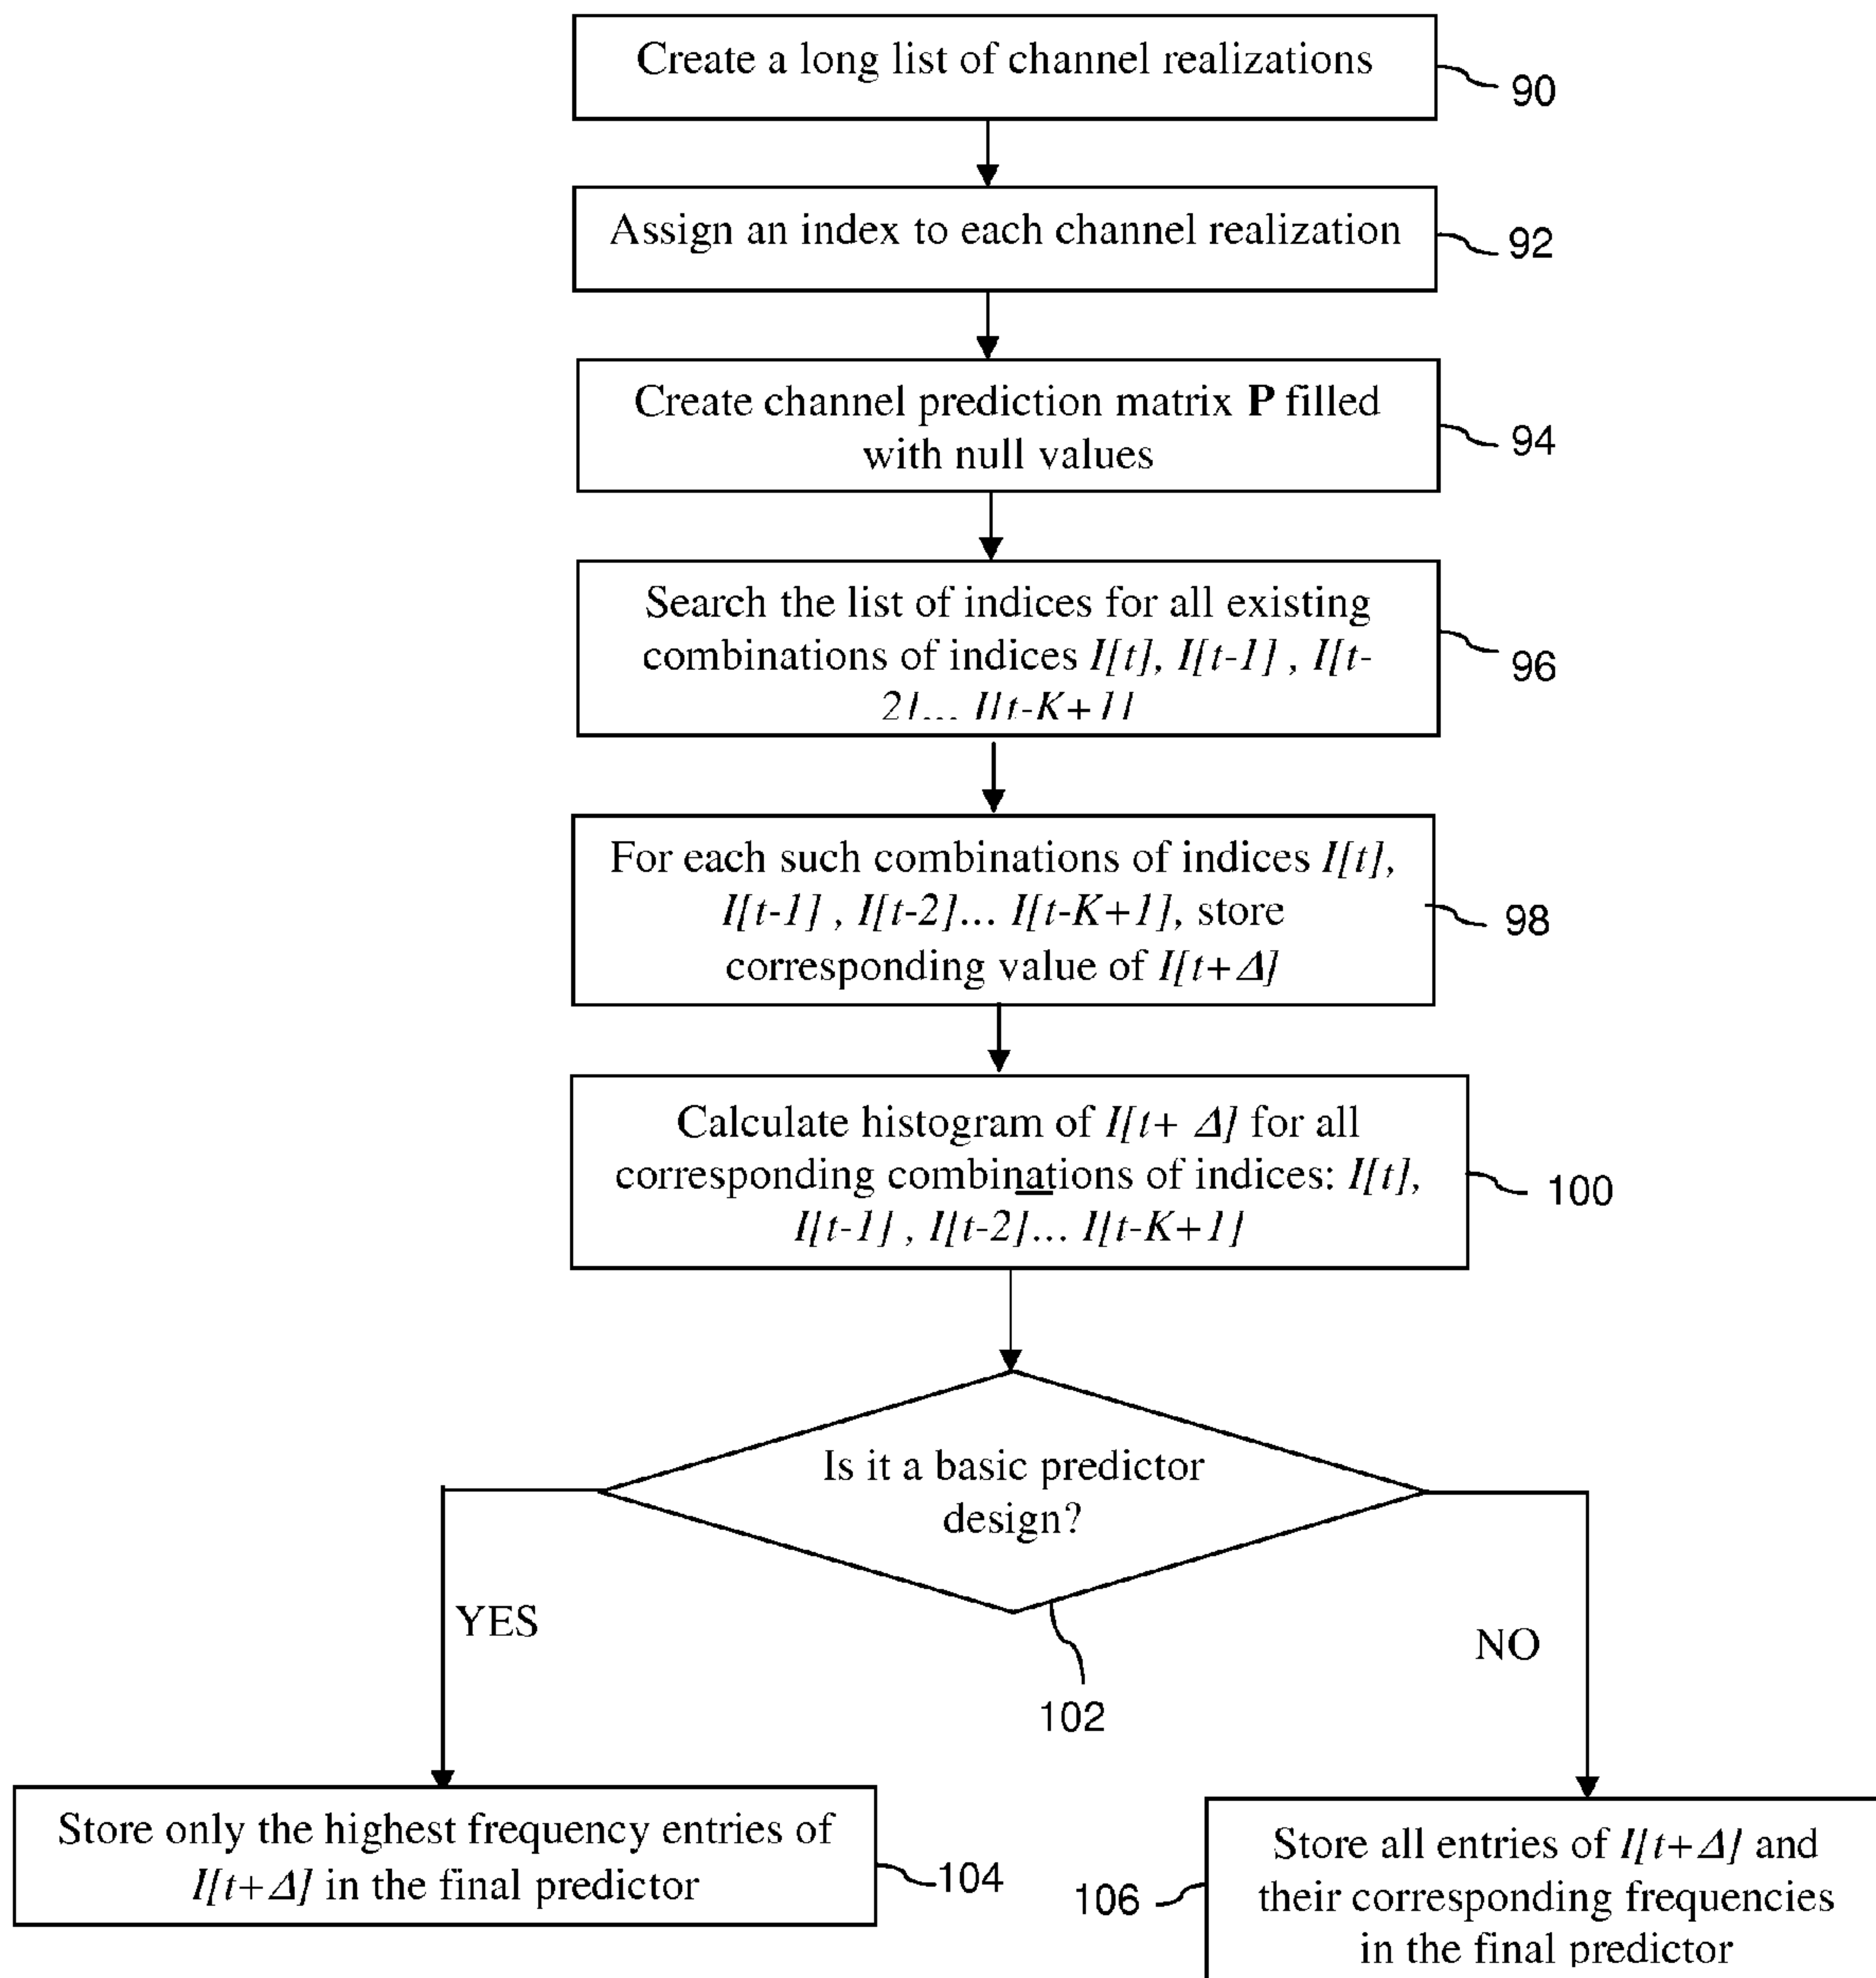 Create a long list of channel realizations
90
Assign an index to each channel realization
92
Create channel prediction matrix P filled
with null values
94
Search the list of indices for all existing
combinations of indices I[t], I[t-1] , I[t-
2]... I[t-K+1]
96
For each such combinations of indices I[t],
I[t-1] , I[t-2]... I[t-K+1], store
corresponding value of I[t+Δ]
98
Calculate histogram of I[t+ Δ] for all
corresponding combinations of indices: I[t],
I[t-1] , I[t-2]... I[t-K+1]
100
Is it a basic predictor
design?
102
YES
NO
Store only the highest frequency entries of
I[t+Δ] in the final predictor
104
Store all entries of I[t+Δ] and
their corresponding frequencies
in the final predictor
106